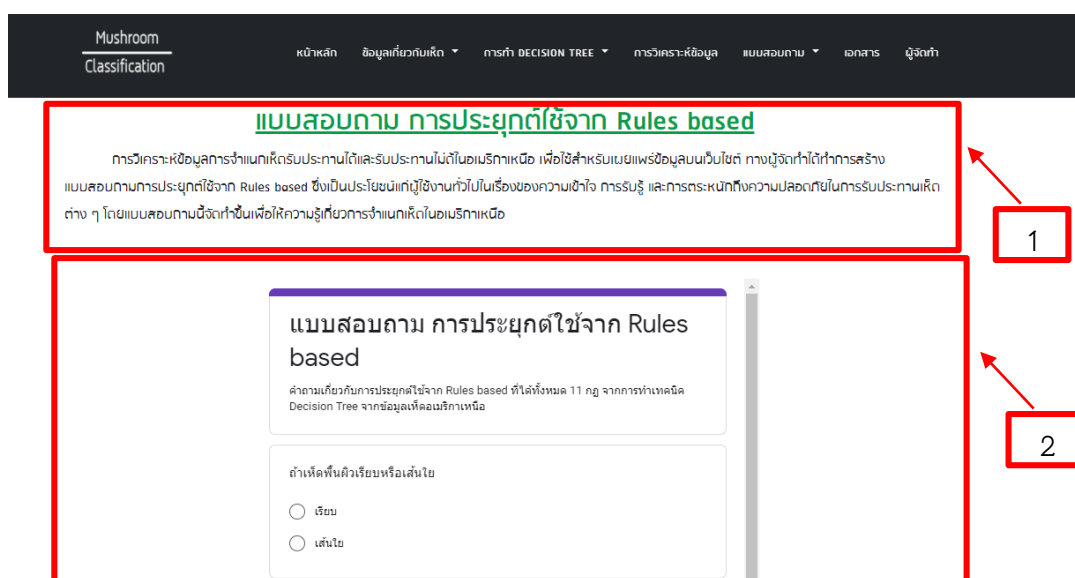 Mushroom
Classification
หน้าหลัก ข้อมูลเกี่ยวกับเห็ด การทำ DECISION TREE การวิเคราะห์ข้อมูล แบบสอบถาม เอกสาร ผู้จัดทำ
แบบสอบถาม การประยุกต์ใช้จาก Rules based
การวิเคราะห์ข้อมูลการจำแนกเห็ดรับประทานได้และรับประทานไม่ได้ในอเมริกาเหนือ เพื่อใช้สำหรับเผยแพร่ข้อมูลบนเว็บไซต์ ทางผู้จัดทำได้ทำการสร้าง
แบบสอบถามการประยุกต์ใช้จาก Rules based ซึ่งเป็นประโยชน์แก่ผู้ใช้งานทั่วไปในเรื่องของความเข้าใจ การรับรู้ และการตระหนักถึงความปลอดภัยในการรับประทานเห็ด
ต่าง ๆ โดยแบบสอบถามนี้จัดทำขึ้นเพื่อให้ความรู้เกี่ยวการจำแนกเห็ดในอเมริกาเหนือ
1
แบบสอบถาม การประยุกต์ใช้จาก Rules
based
คำถามเกี่ยวกับการประยุกต์ใช้จาก Rules based ที่ได้ทั้งหมด 11 กฎ จากการทำเทคนิค
Decision Tree จากข้อมูลเห็ดอเมริกาเหนือ
2
ถ้าเห็ดพื้นผิวเรียบหรือเส้นใย
เรียบ
เส้นใย